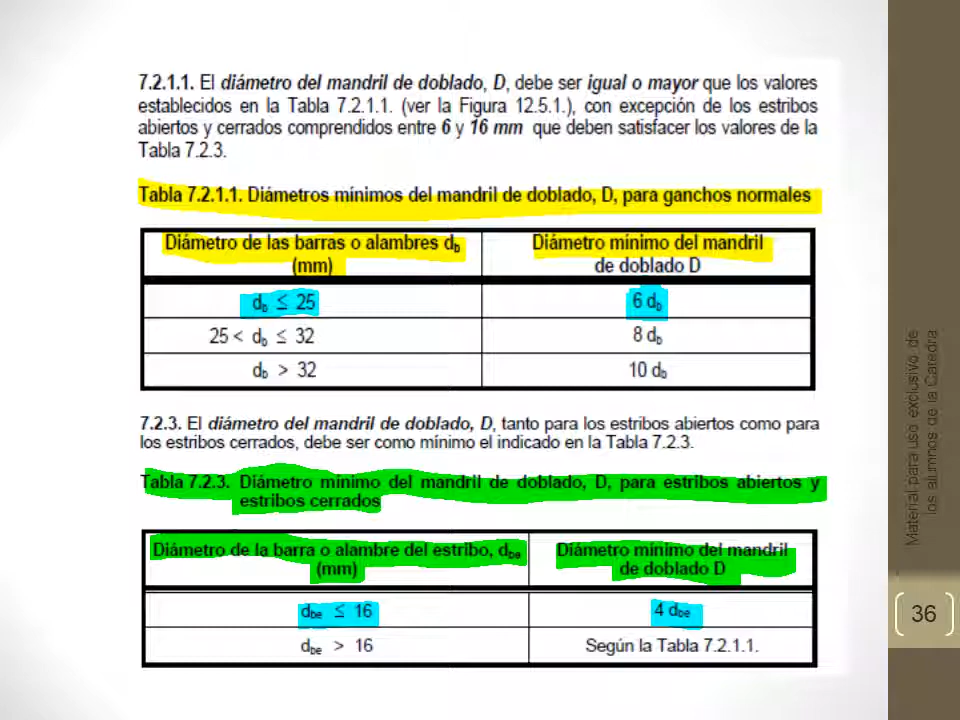 7.2.1.1. El diámetro del mandril de doblado, D, debe ser igual o mayor que los valores
establecidos en la Tabla 7.2.1.1. (ver la Figura 12.5.1.), con excepción de los estribos
abiertos y cerrados comprendidos entre 6 y 16 mm que deben satisfacer los valores de la
Tabla 7.2.3.
Tabla 7.2.1.1. Diámetros mínimos del mandril de doblado, D, para ganchos normales
Diámetro de las barras o alambres db
(mm)
Diámetro mínimo del mandril
de doblado D
db ≤ 25
6 db
25 < db ≤ 32
8 db
db > 32
10 db
7.2.3. El diámetro del mandril de doblado, D, tanto para los estribos abiertos como para
los estribos cerrados, debe ser como mínimo el indicado en la Tabla 7.2.3.
Tabla 7.2.3. Diámetro mínimo del mandril de doblado, D, para estribos abiertos y
estribos cerrados
Diámetro de la barra o alambre del estribo, dbe
(mm)
Diámetro mínimo del mandril
de doblado D
dbe ≤ 16
4 dbe
dbe > 16
Según la Tabla 7.2.1.1.
Material para uso exclusivo de
los alumnos de la Catedra
36